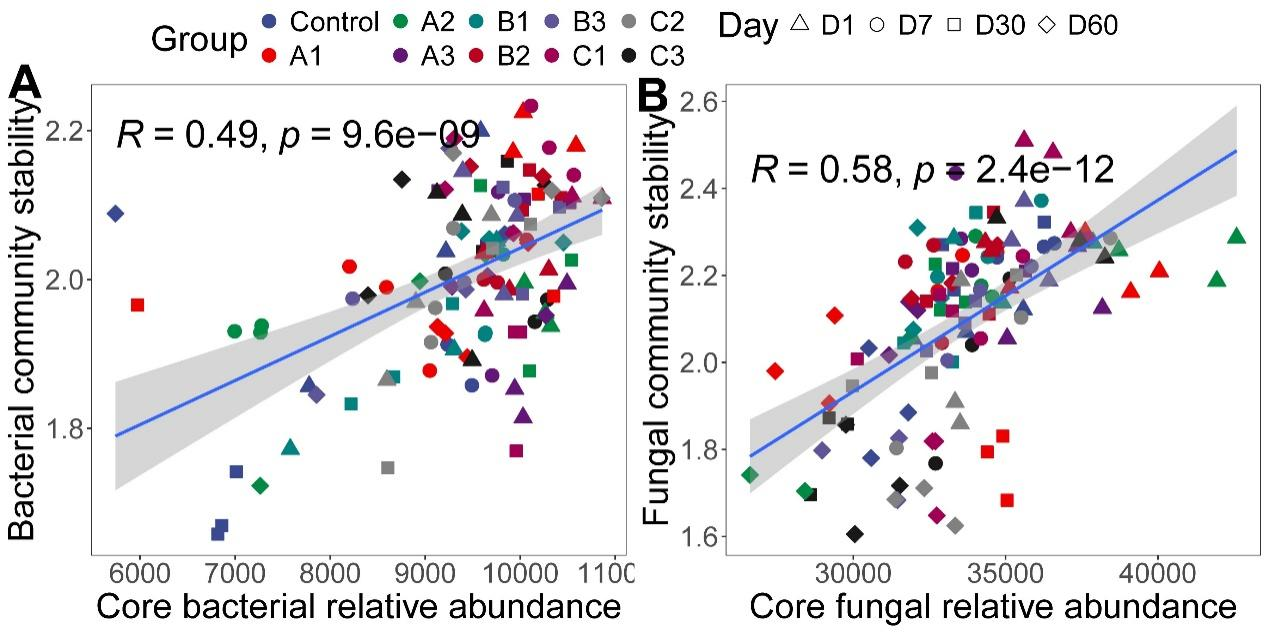 Group Control A2 B1 B3 C2 Day D1 D7 D30 D60
A1 A3 B2 C1 C3
A
Bacterial community stability
R = 0.49, p = 9.6e−09
2.2
2.0
1.8
6000 7000 8000 9000 10000 1100
Core bacterial relative abundance
B
Fungal community stability
R = 0.58, p = 2.4e−12
2.6
2.4
2.2
2.0
1.8
1.6
30000 35000 40000
Core fungal relative abundance